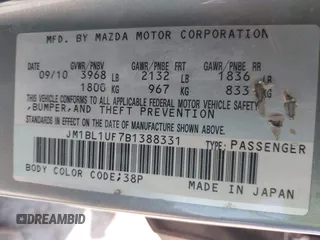 MFD. BY MAZDA MOTOR CORPORATION
DATE GVWR/PNBV GAWR/PNBE FRT GAWR/PNBE RR
09/10 3968 LB 2132 LB 1836 LB
1800 KG 967 KG 833
THIS VEHICLE CONFORMS TO ALL APPLICABLE
FEDERAL MOTOR VEHICLE SAFETY
, BUMPER, AND THEFT PREVENTION
STANDARDS IN EFFECT ON THE DATE OF
MANUFACTURE SHOWN ABOVE.
JM1BL1UF7B1388331 TYPE:PASSENGER
BODY COLOR CODE;38P
MADE IN JAPAN
DREAMBID